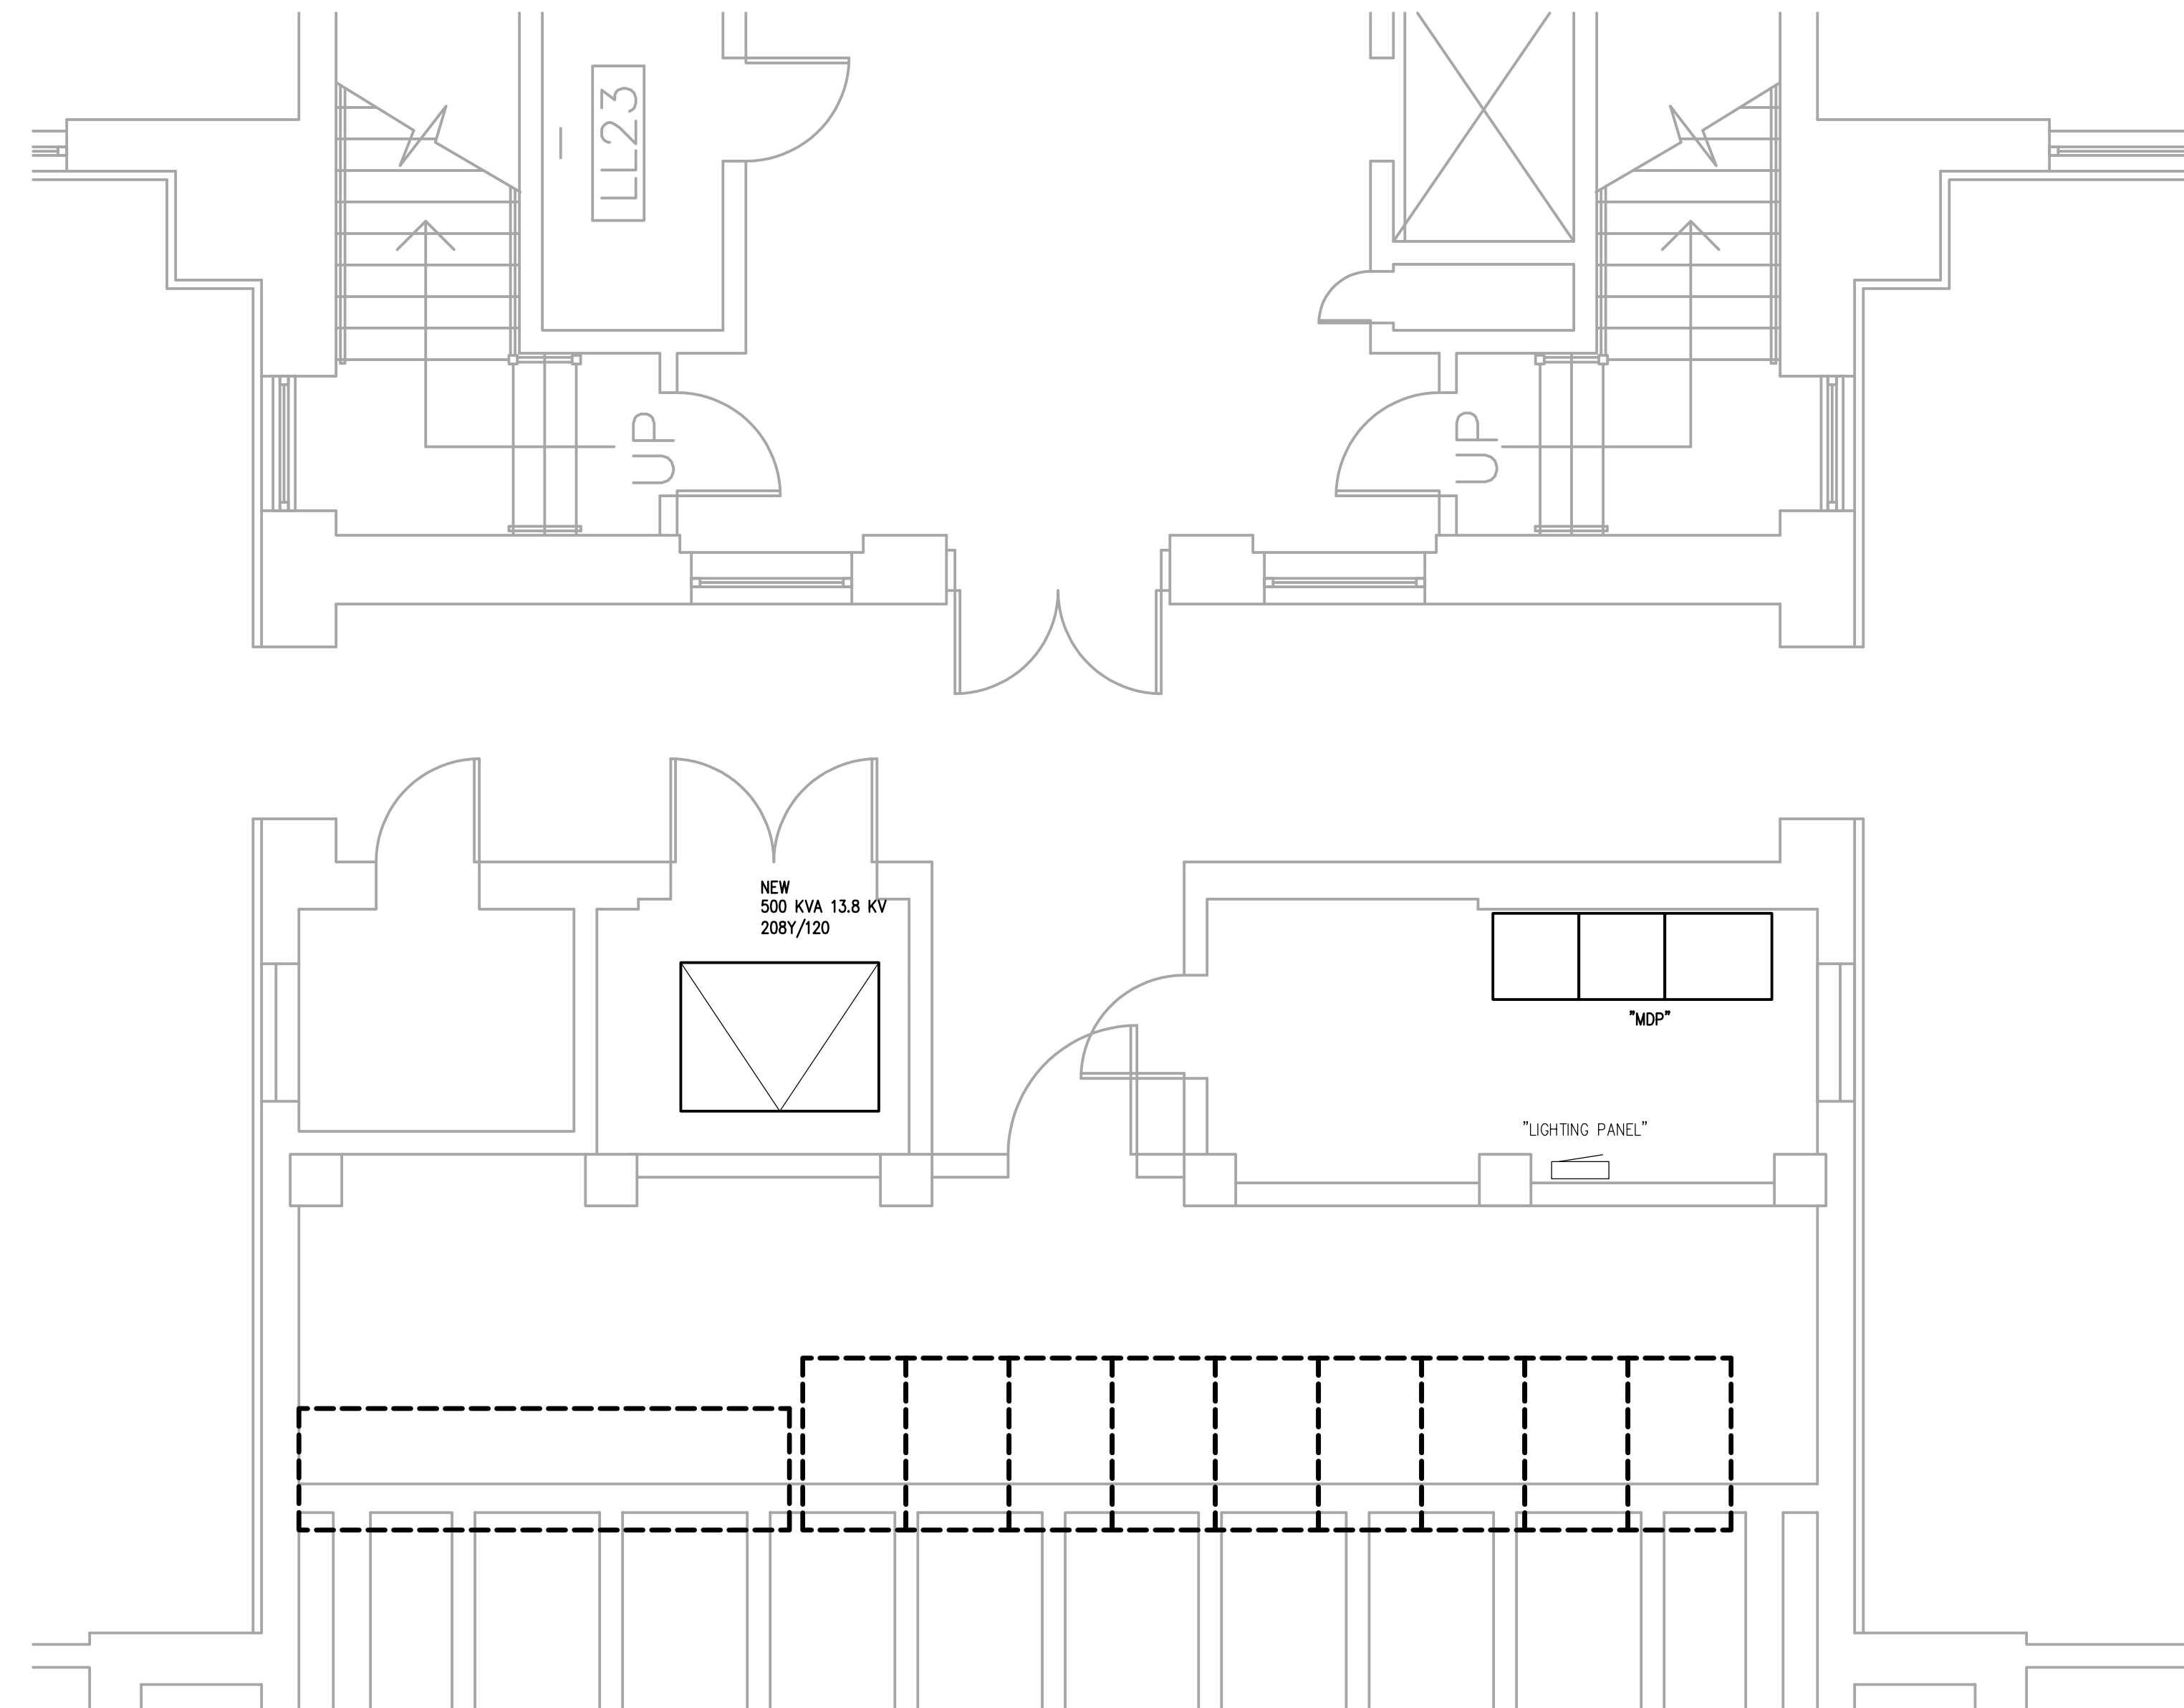 LL23
UP
UP
NEW
500 KVA 13.8 KV
208Y/120
"MDP"
"LIGHTING PANEL"